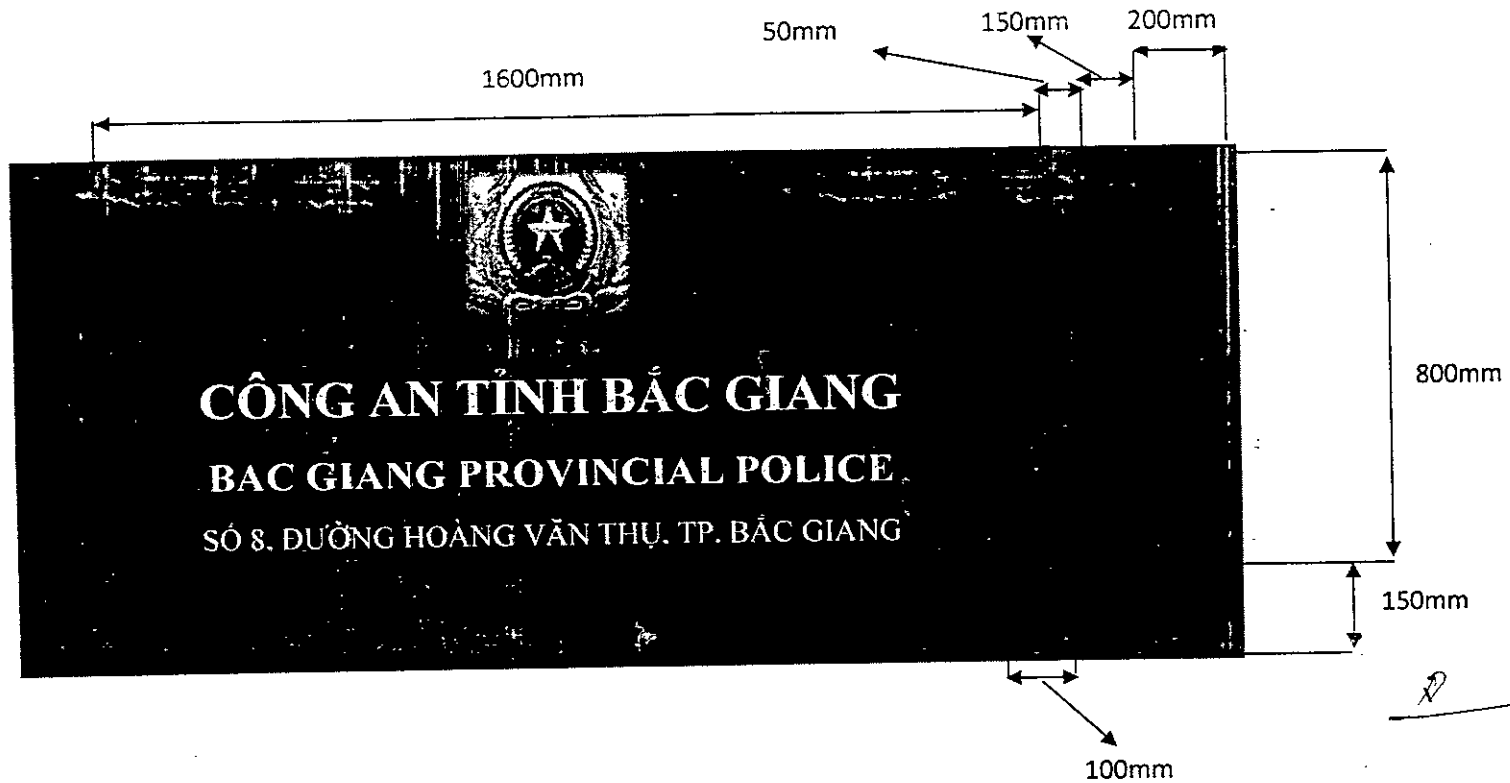 50mm
150mm
200mm
1600mm
800mm
CÔNG AN TỈNH BẮC GIANG
BAC GIANG PROVINCIAL POLICE
SỐ 8, ĐƯỜNG HOÀNG VĂN THỤ, TP. BẮC GIANG
150mm
100mm